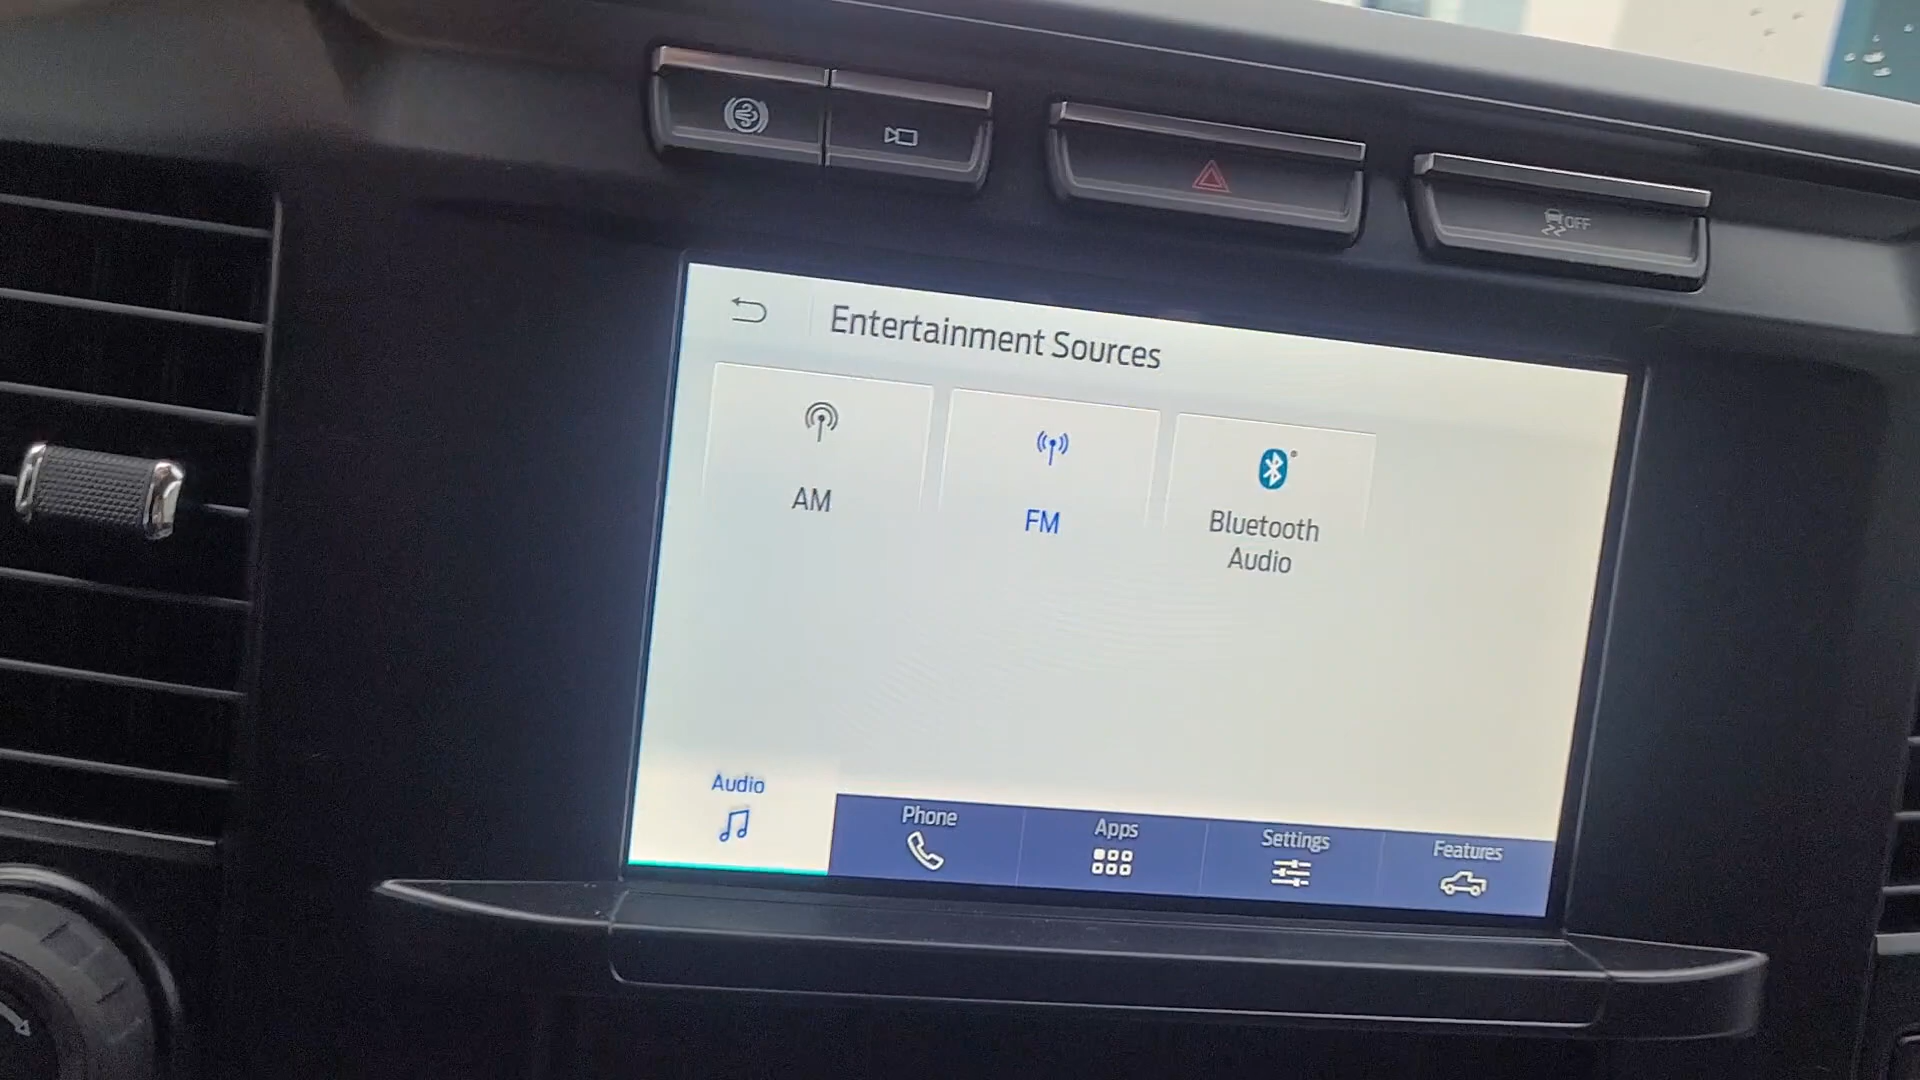 OFF
Entertainment Sources
AM
FM
Bluetooth
Audio
Audio
Phone
Apps
Settings
Features